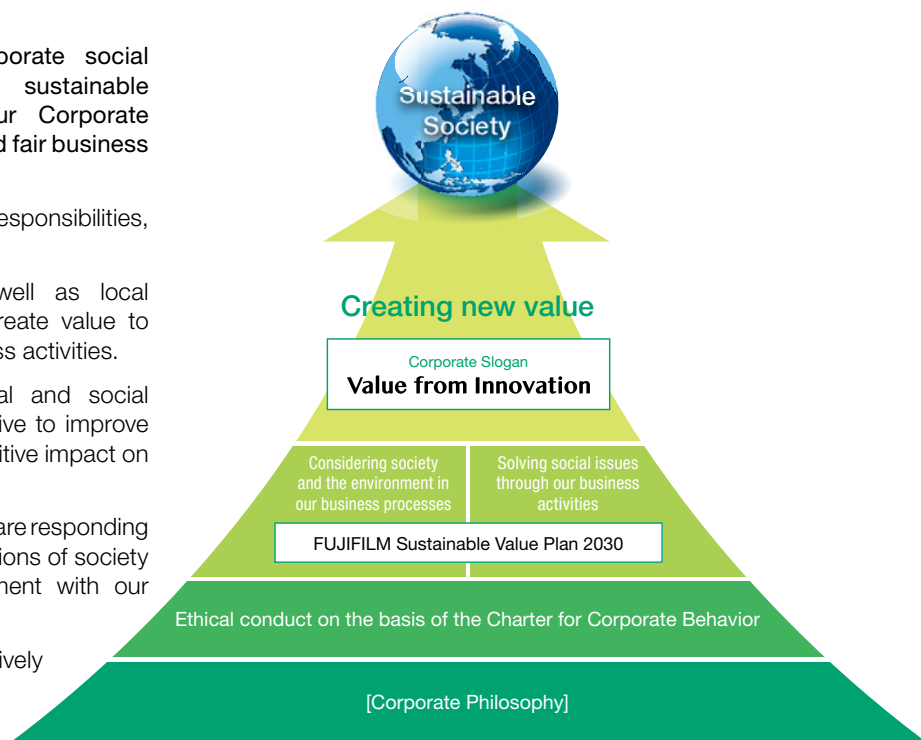 porate social
sustainable
ur Corporate
d fair business
esponsibilities,
well as local
reate value to
ss activities.
al and social
ive to improve
itive impact on
are responding
ions of society
ment with our
ively
Sustainable
Society
Creating new value
Corporate Slogan
Value from Innovation
Considering society
and the environment in
our business processes
Solving social issues
through our business
activities
FUJIFILM Sustainable Value Plan 2030
Ethical conduct on the basis of the Charter for Corporate Behavior
[Corporate Philosophy]